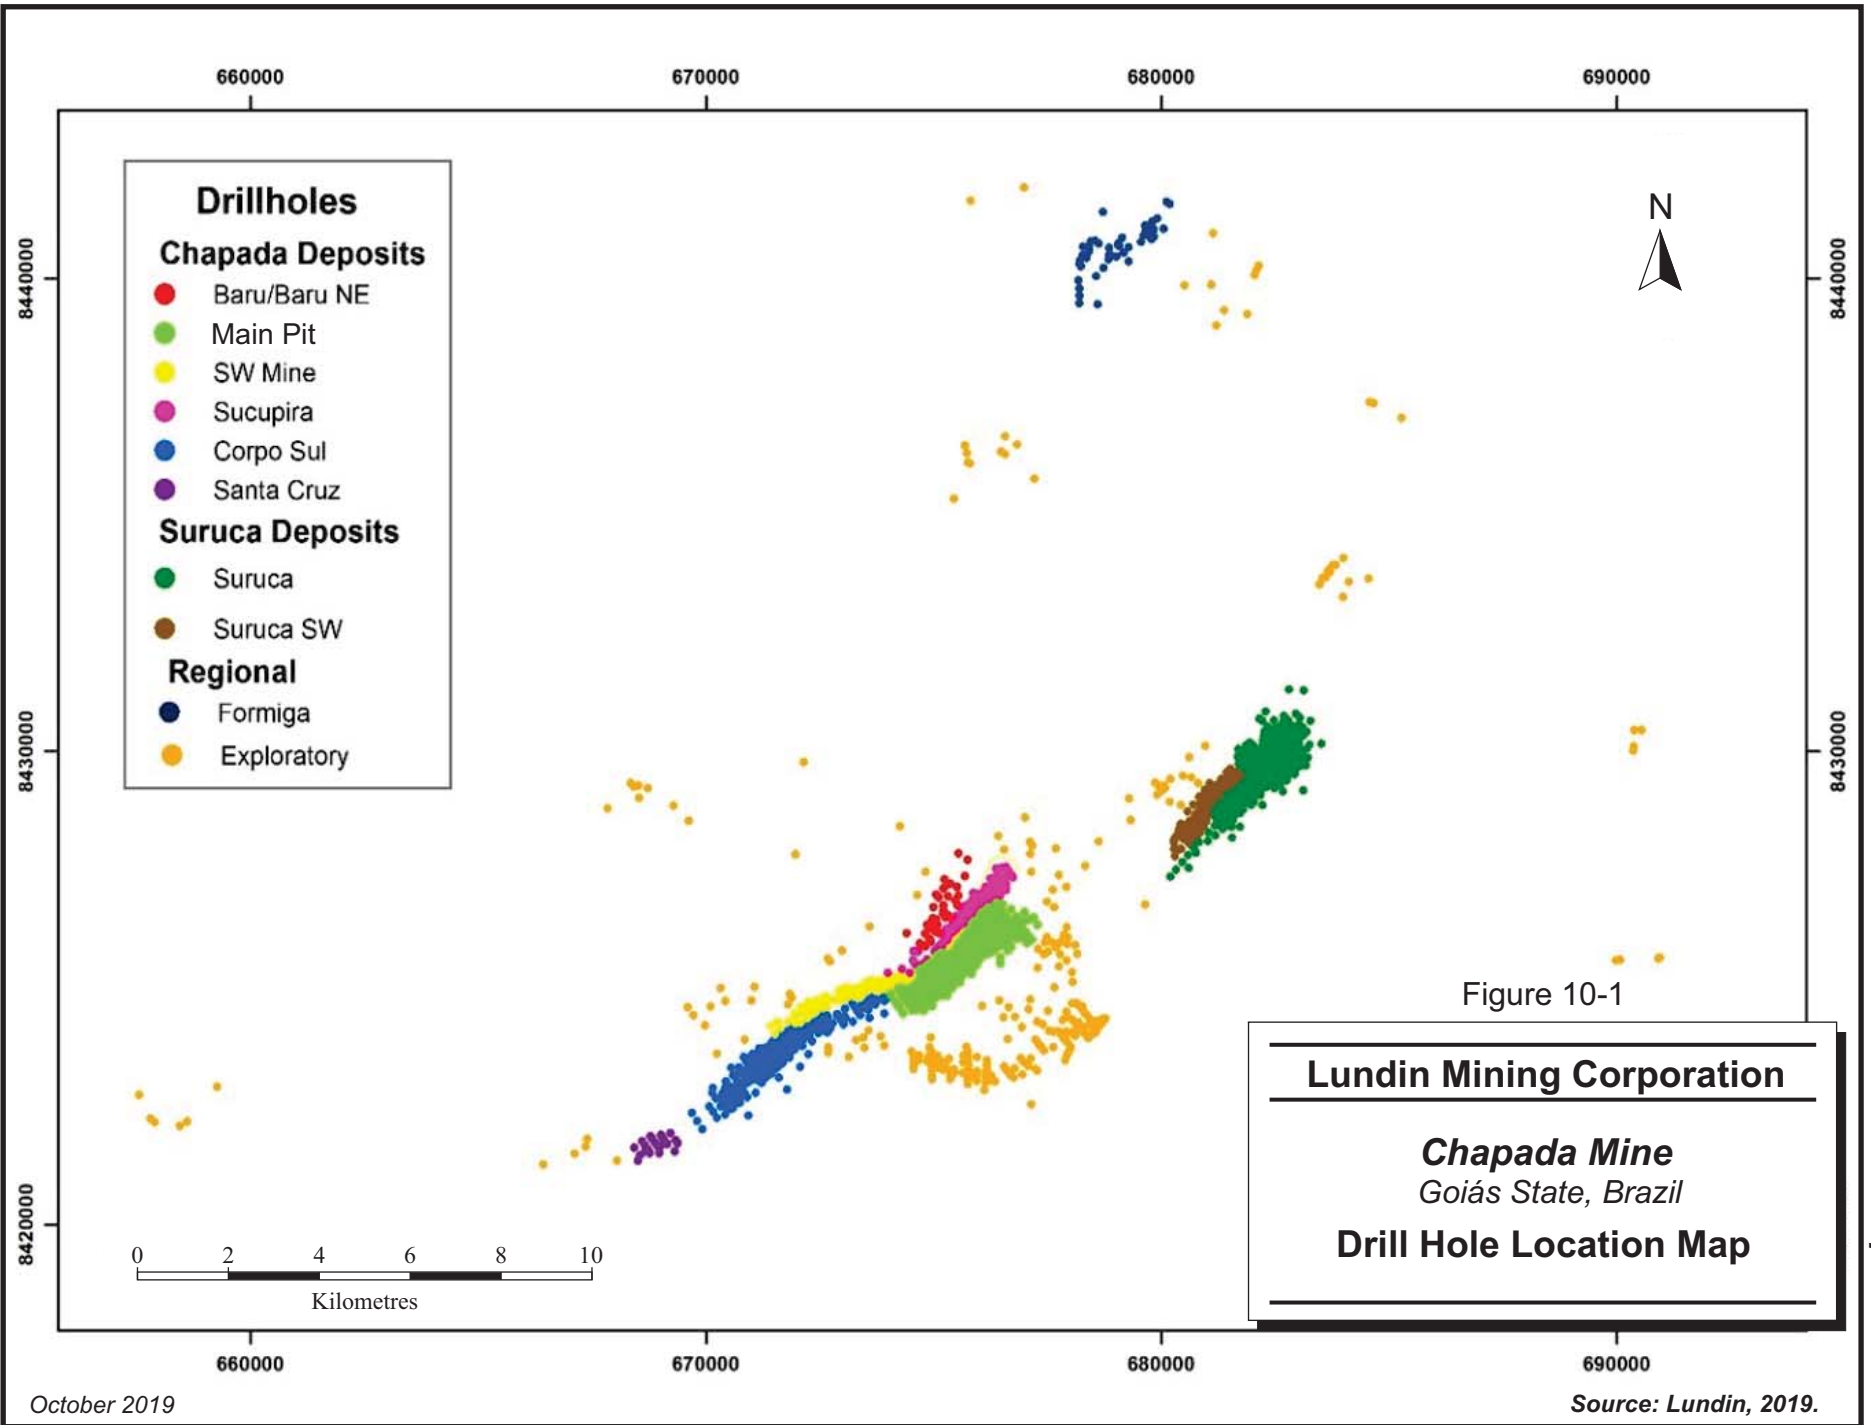 660000 670000 680000 690000
Drillholes
Chapada Deposits
Baru/Baru NE
Main Pit
SW Mine
Sucupira
Corpo Sul
Santa Cruz
Suruca Deposits
Suruca
Suruca SW
Regional
Formiga
Exploratory
N
8440000
8430000
8420000
8440000
8430000
Figure 10-1
Lundin Mining Corporation
Chapada Mine
Goiás State, Brazil
Drill Hole Location Map
0 2 4 6 8 10
Kilometres
660000 670000 680000 690000
October 2019
Source: Lundin, 2019.